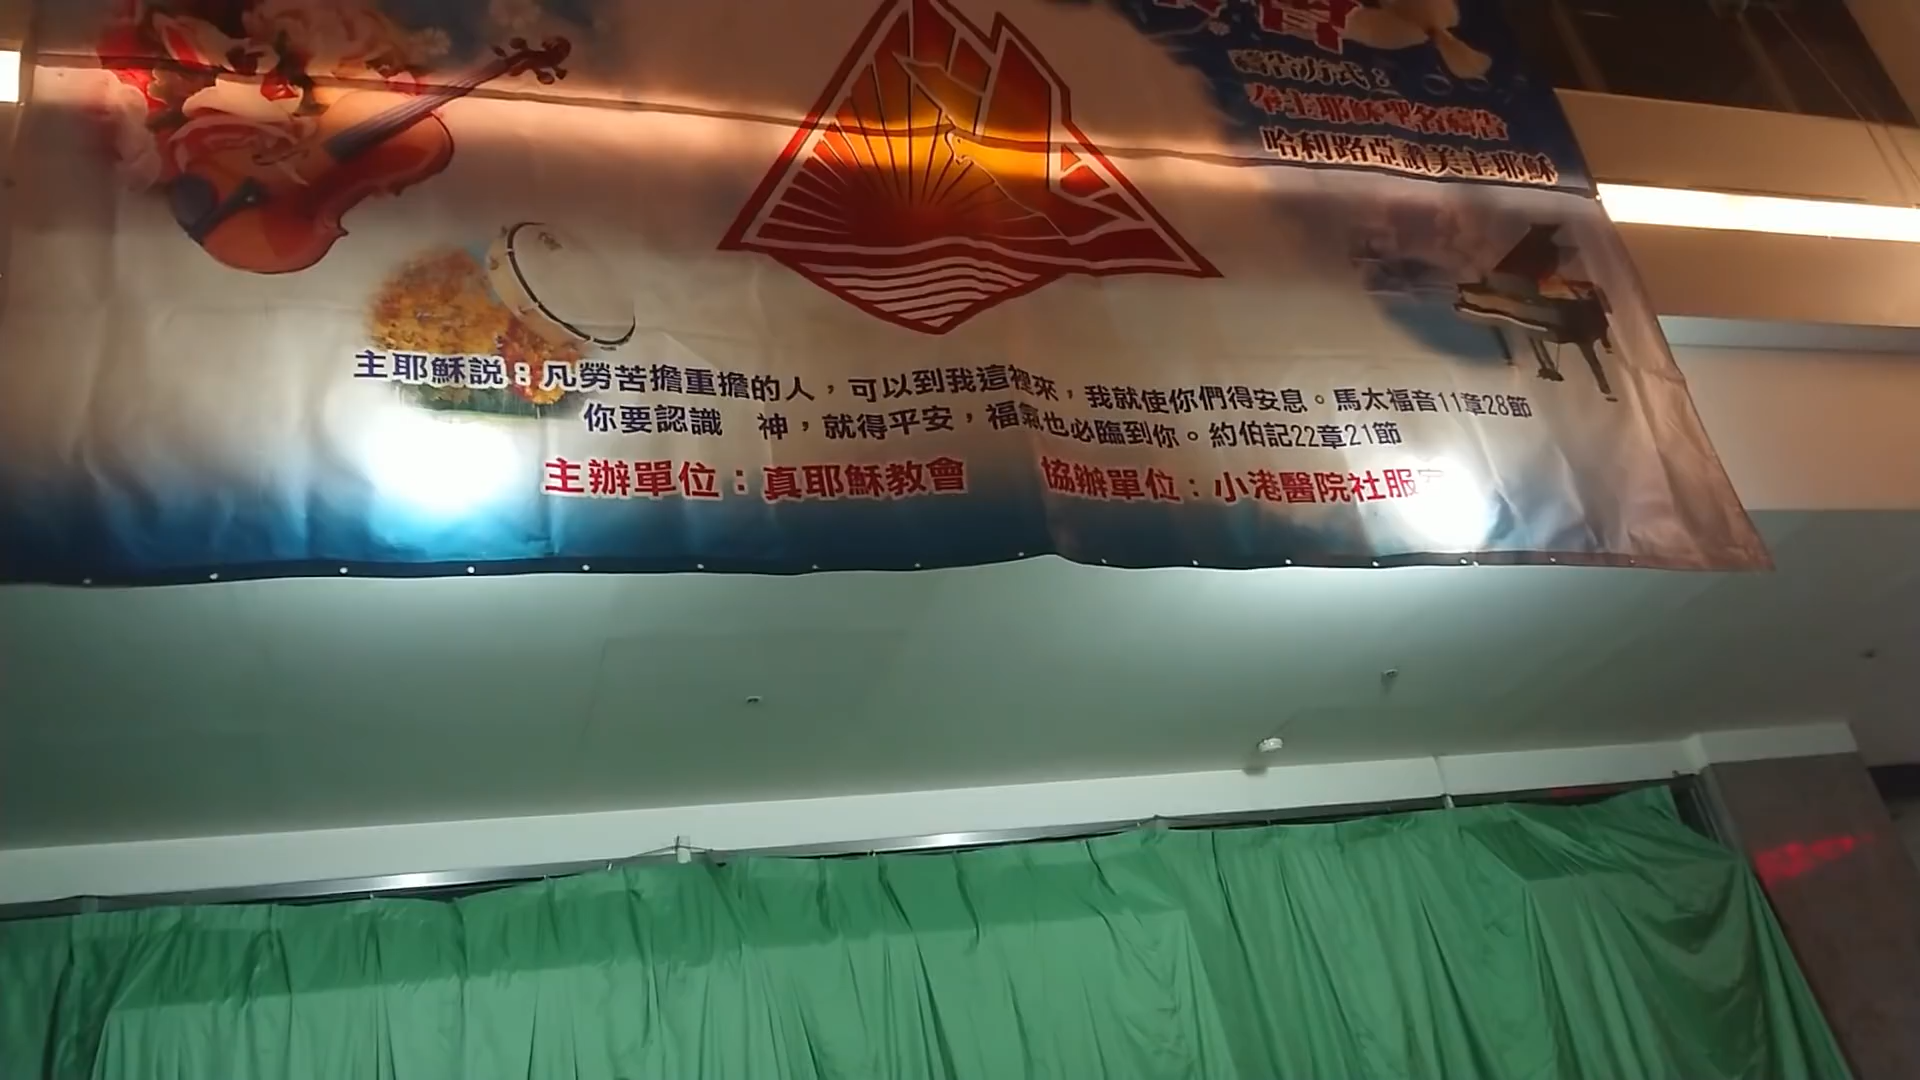 會
禱告方式：
奉主耶穌聖名禱告
哈利路亞讚美主耶穌
主耶穌説：凡勞苦擔重擔的人，可以到我這裡來，我就使你們得安息。馬太福音11章28節
你要認識　神，就得平安，福氣也必臨到你。約伯記22章21節
主辦單位：真耶穌教會　協辦單位：小港醫院社服室